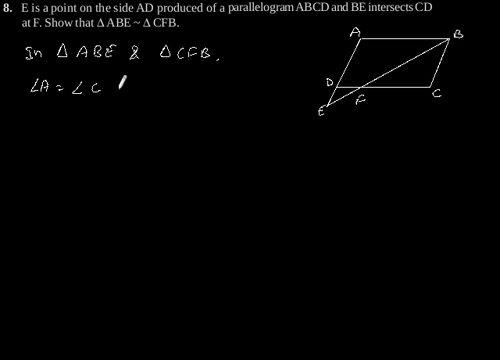 8. E is a point on the side AD produced of a parallelogram ABCD and BE intersects CD
at F. Show that Δ ABE ~ Δ CFB.
In Δ ABE & Δ CFB,
∠A = ∠C
A
B
D
F
C
E